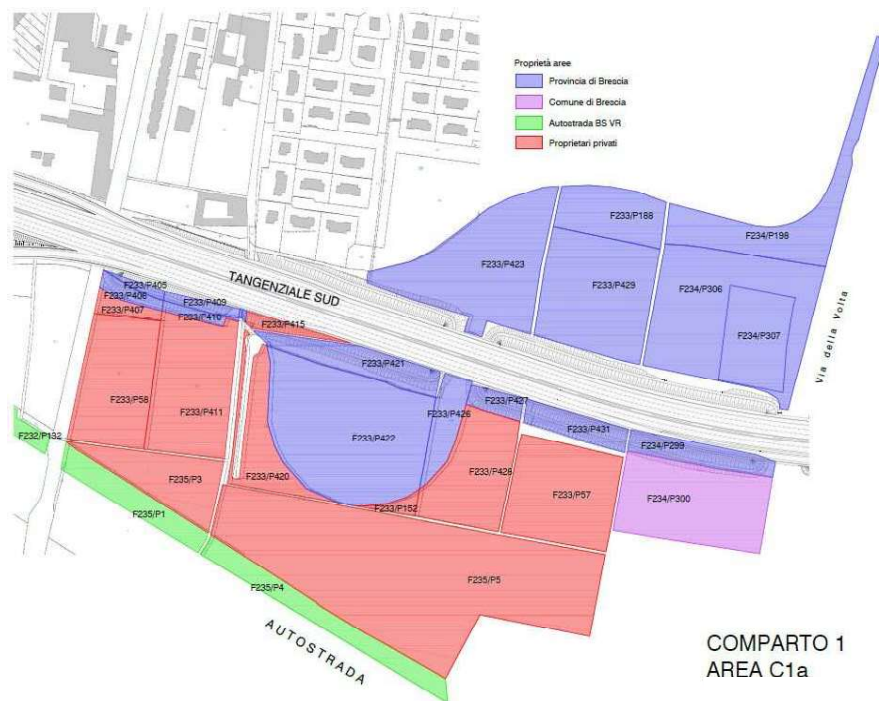 Proprietà aree
Provincia di Brescia
Comune di Brescia
Autostrada BS VR
Proprietari privati
F233/P188
F234/P198
F233/P423
F233/P429
F234/P306
F234/P307
Via della Volta
TANGENZIALE SUD
F233/P405
F233/P406
F233/P407
F233/P409
F233/P410
F233/P415
F233/P421
F233/P58
F233/P411
F233/P422
F233/P426
F233/P427
F233/P431
F234/P299
F232/P132
F235/P3
F233/P420
F233/P152
F233/P428
F233/P57
F234/P300
F235/P1
F235/P4
F235/P5
AUTOSTRADA
COMPARTO 1
AREA C1a